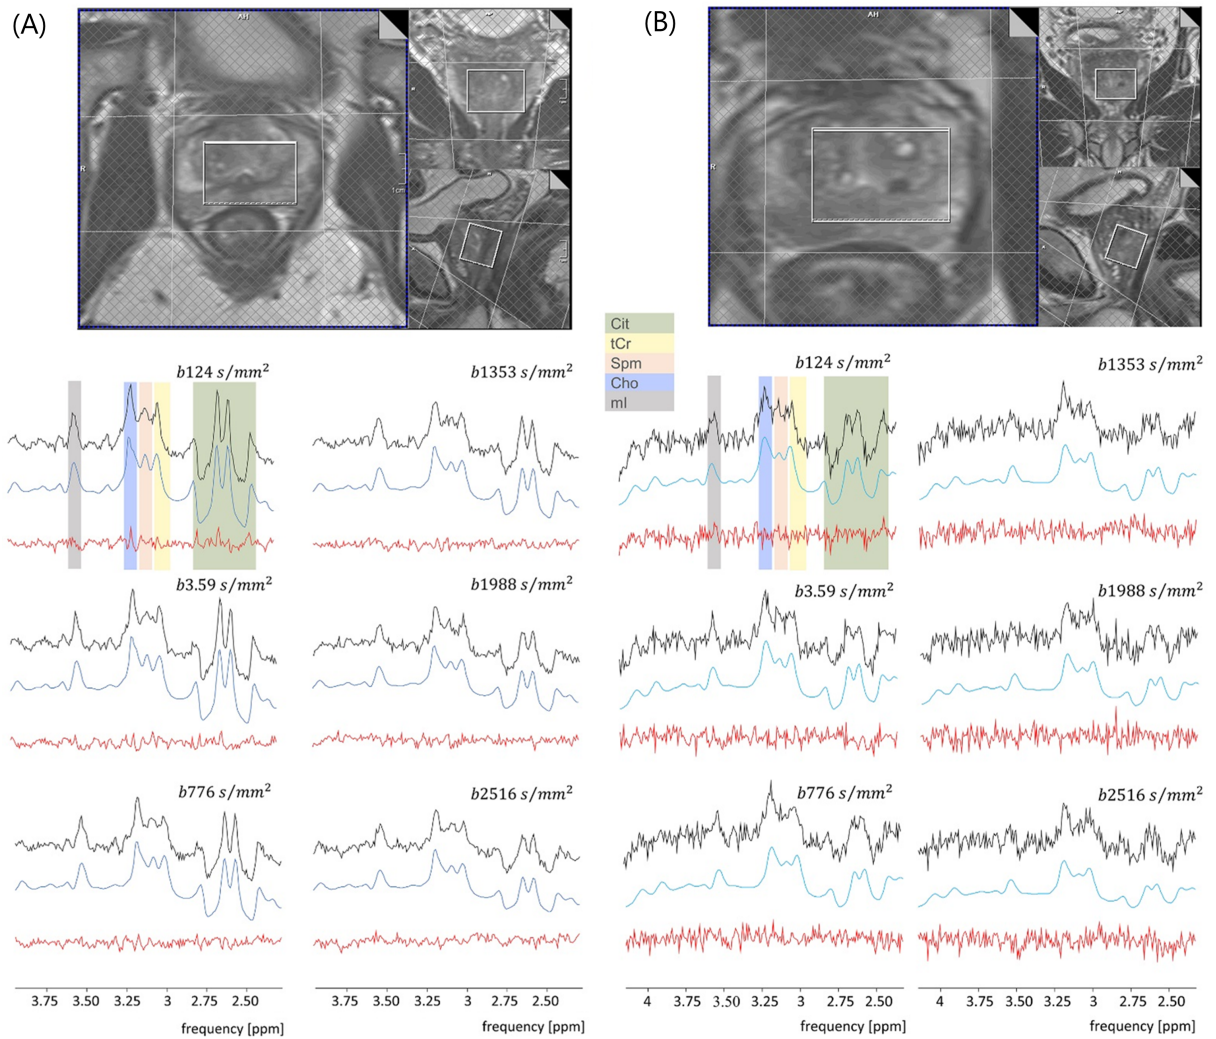 (A)
AH
R
1cm
(B)
AH
R
Cit
tCr
Spm
Cho
mI
b124 s/mm²
b1353 s/mm²
b3.59 s/mm²
b1988 s/mm²
b776 s/mm²
b2516 s/mm²
3.75 3.50 3.25 3 2.75 2.50
3.75 3.50 3.25 3 2.75 2.50
frequency [ppm]
frequency [ppm]
b124 s/mm²
b1353 s/mm²
b3.59 s/mm²
b1988 s/mm²
b776 s/mm²
b2516 s/mm²
4 3.75 3.50 3.25 3 2.75 2.50
4 3.50 3.25 3 2.75 2.50
frequency [ppm]
frequency [ppm]